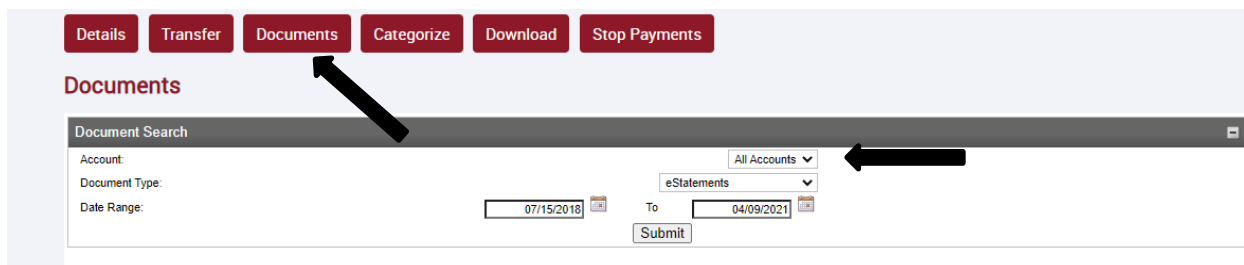 Details Transfer Documents Categorize Download Stop Payments
Documents
Document Search
Account: All Accounts
Document Type: eStatements
Date Range: 07/15/2018 To 04/09/2021
Submit